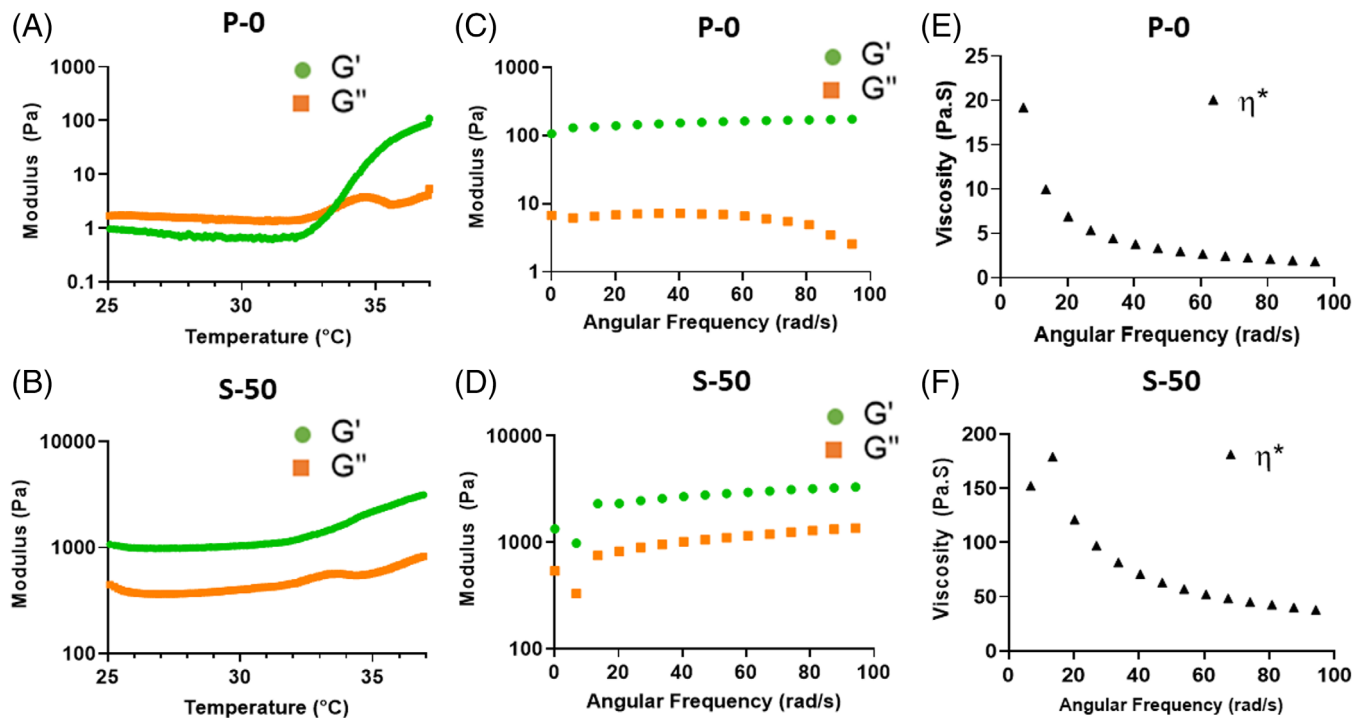 (A)
P-0
G'
G"
Modulus (Pa)
1000
100
10
1
0.1
25
30
35
Temperature (°C)
(C)
P-0
G'
G"
Modulus (Pa)
1000
100
10
1
0
20
40
60
80
100
Angular Frequency (rad/s)
(E)
P-0
η*
Viscosity (Pa.S)
25
20
15
10
5
0
0
20
40
60
80
100
Angular Frequency (rad/s)
(B)
S-50
G'
G"
Modulus (Pa)
10000
1000
100
25
30
35
Temperature (°C)
(D)
S-50
G'
G"
Modulus (Pa)
10000
1000
100
0
20
40
60
80
100
Angular Frequency (rad/s)
(F)
S-50
η*
Viscosity (Pa.S)
200
150
100
50
0
0
20
40
60
80
100
Angular Frequency (rad/s)